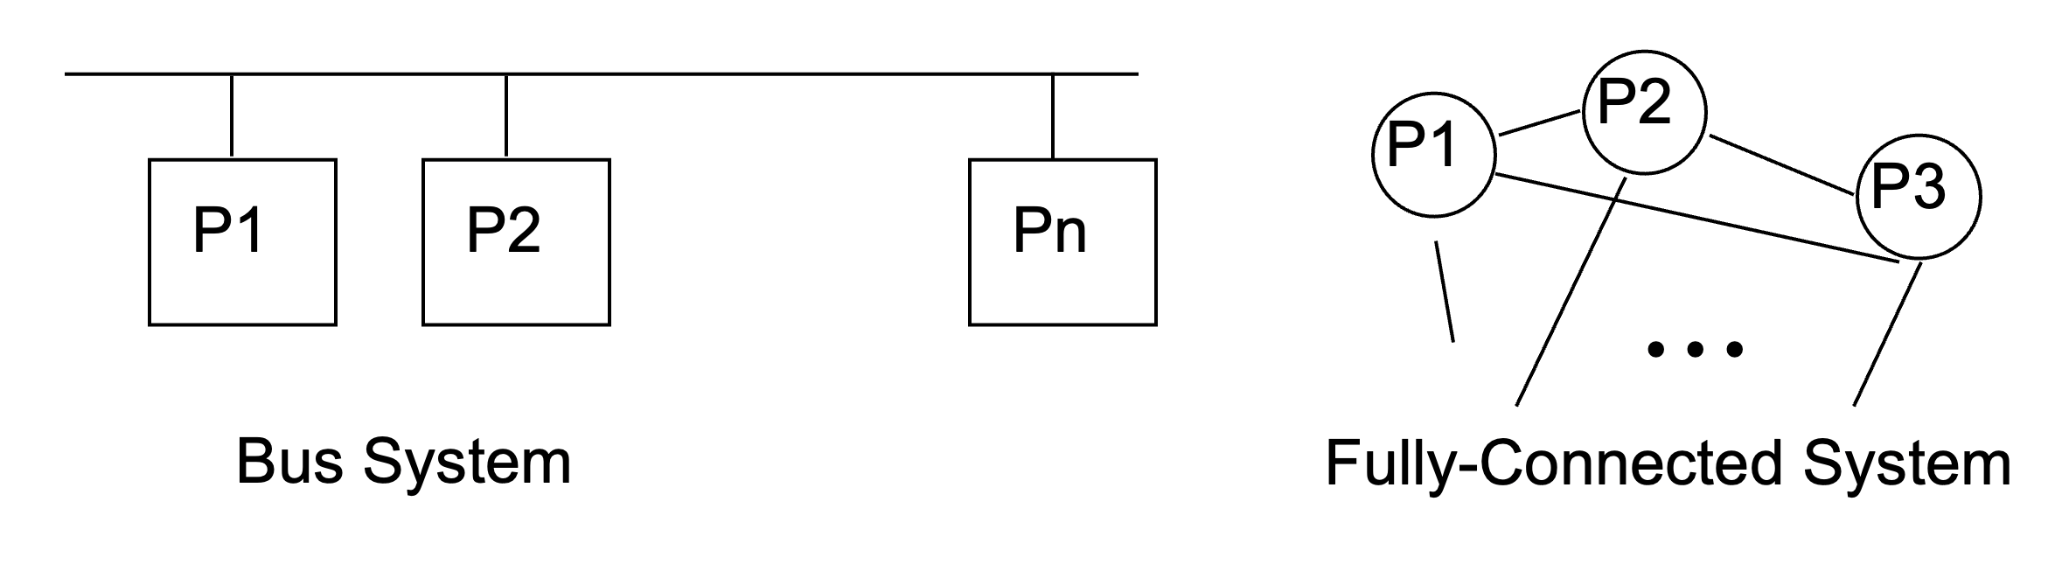 P1
P2
Pn
Bus System
P1
P2
P3
Fully-Connected System